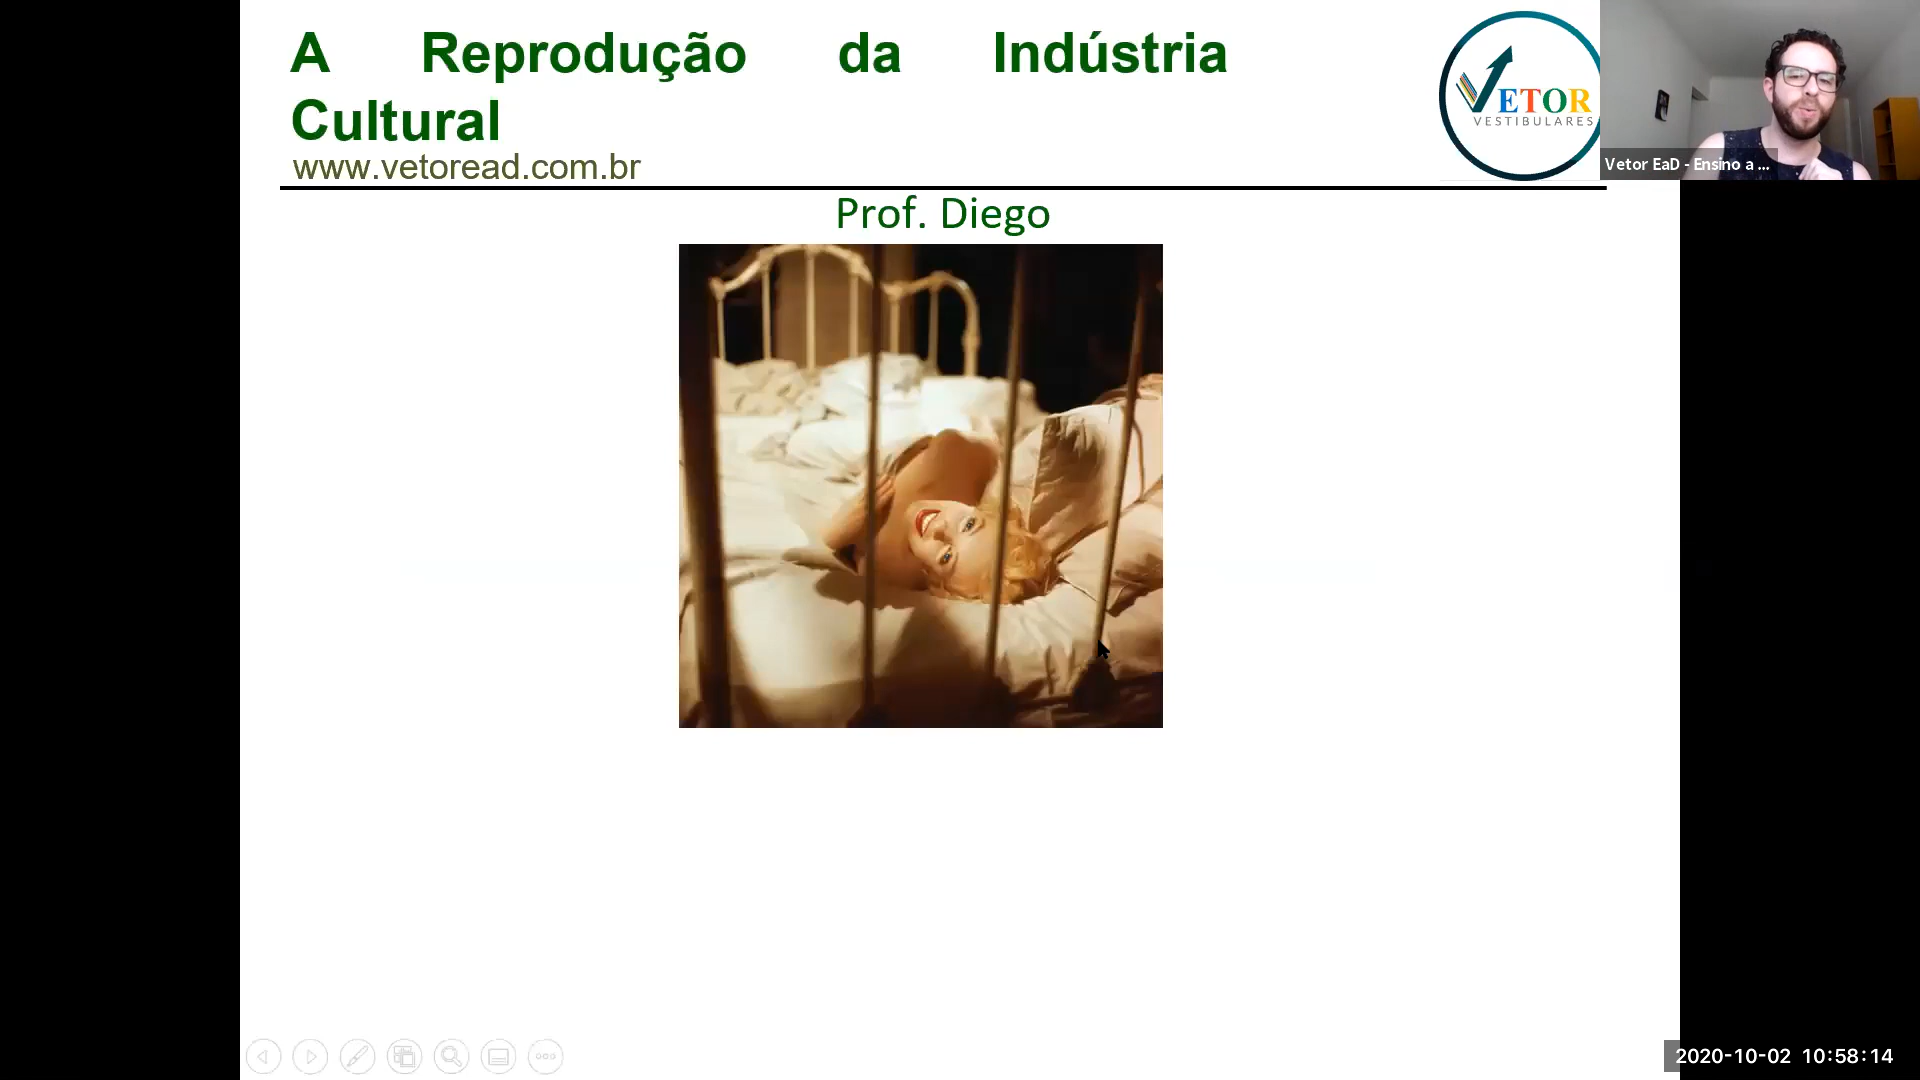 A Reprodução da Indústria
Cultural
www.vetoread.com.br
VETOR
VESTIBULARES
Vetor EaD - Ensino a ...
Prof. Diego
2020-10-02 10:58:14